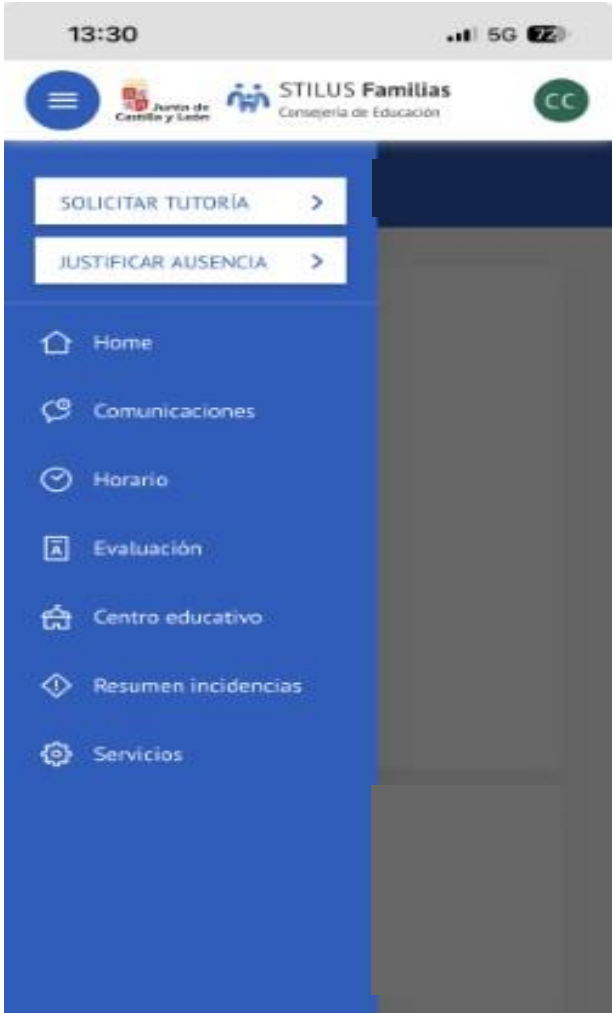 13:30
5G 72
Junta de
Castilla y León
STILUS Familias
Consejería de Educación
CC
SOLICITAR TUTORÍA
JUSTIFICAR AUSENCIA
Home
Comunicaciones
Horario
Evaluación
Centro educativo
Resumen incidencias
Servicios